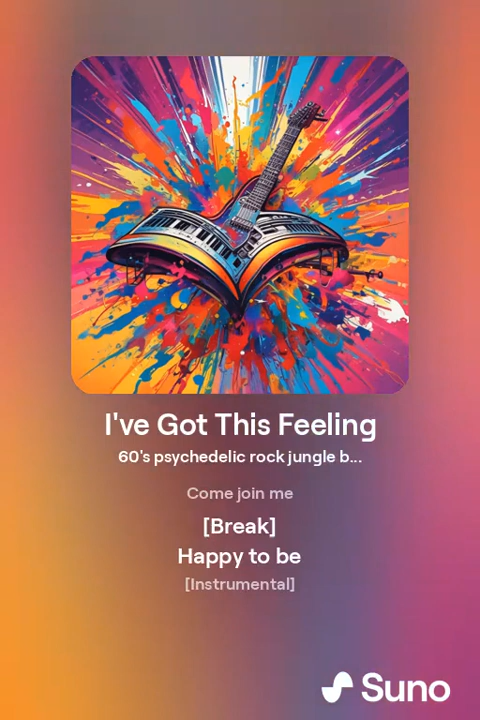 I've Got This Feeling
60's psychedelic rock jungle b...
Come join me
[Break]
Happy to be
[Instrumental]
Suno